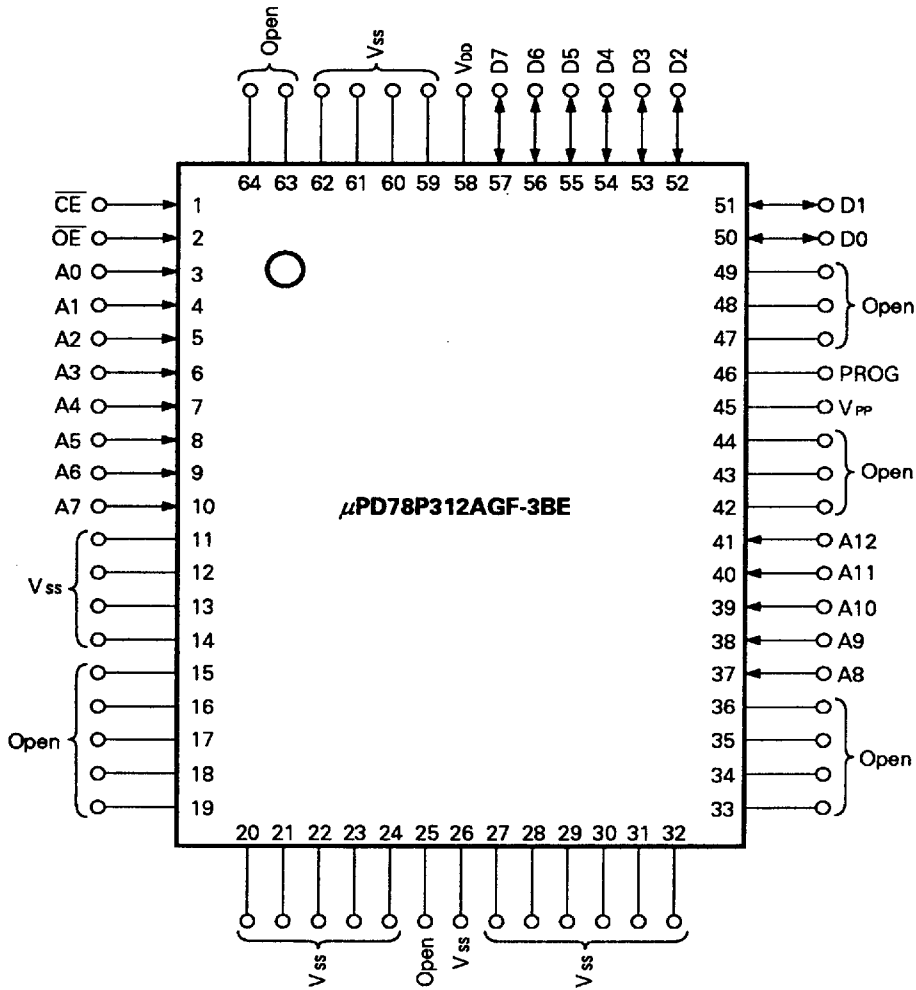 Open
Vss
VDD
D7
D6
D5
D4
D3
D2
64 63 62 61 60 59 58 57 56 55 54 53 52
CE 1
OE 2
A0 3
A1 4
A2 5
A3 6
A4 7
A5 8
A6 9
A7 10
Vss
11
12
13
14
Open
15
16
17
18
19
51 D1
50 D0
49
48
47
Open
46 PROG
45 VPP
44
43
42
Open
41 A12
40 A11
39 A10
38 A9
37 A8
36
35
34
33
Open
μPD78P312AGF-3BE
20 21 22 23 24 25 26 27 28 29 30 31 32
Vss
Open
Vss
Vss